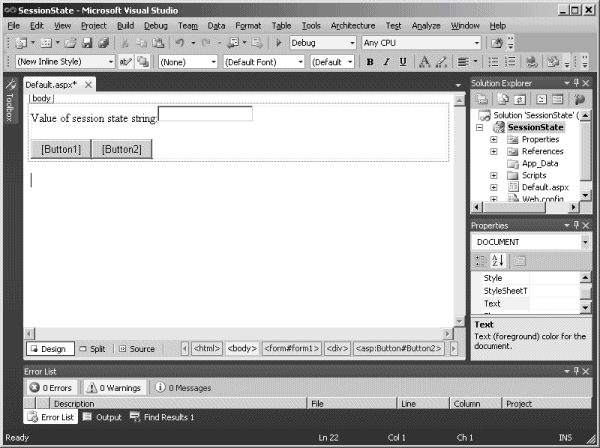 SessionState - Microsoft Visual Studio
File Edit View Project Build Debug Team Data Format Table Tools Architecture Test Analyze Window Help
Debug Any CPU
(New Inline Style) (None) (Default Font) (Default B I U A
Toolbox
Default.aspx*
body
Value of session state string:
[Button1] [Button2]
Design Split Source <html> <body> <form#form1> <div> <asp:Button#Button2>
Solution Explorer
Solution 'SessionState' (
SessionState
Properties
References
App_Data
Scripts
Default.aspx
Web.config
Properties
DOCUMENT
Style
StyleSheetT
Text
Text
Text (foreground) color for the document.
Error List
0 Errors 0 Warnings 0 Messages
Description File Line Column Project
Error List Output Find Results 1
Ready Ln 22 Col 1 Ch 1 INS